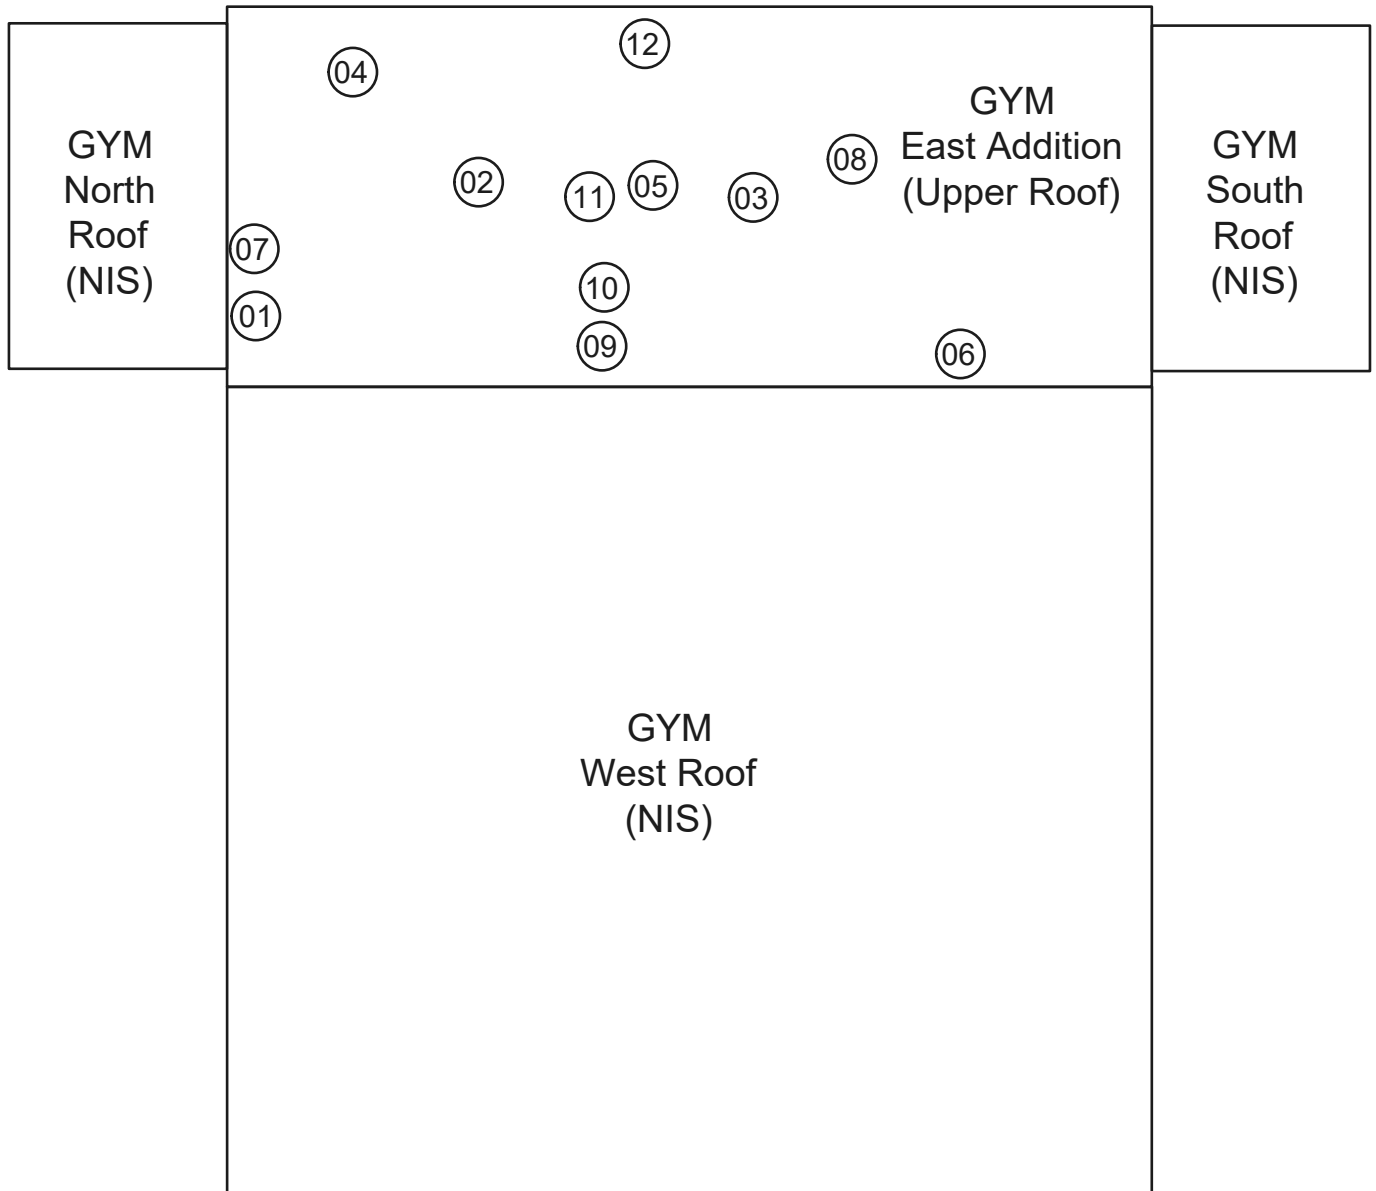 12
04
GYM
East Addition
(Upper Roof)
GYM
North
Roof
(NIS)
GYM
South
Roof
(NIS)
08
02
11
05
03
07
10
01
09
06
GYM
West Roof
(NIS)